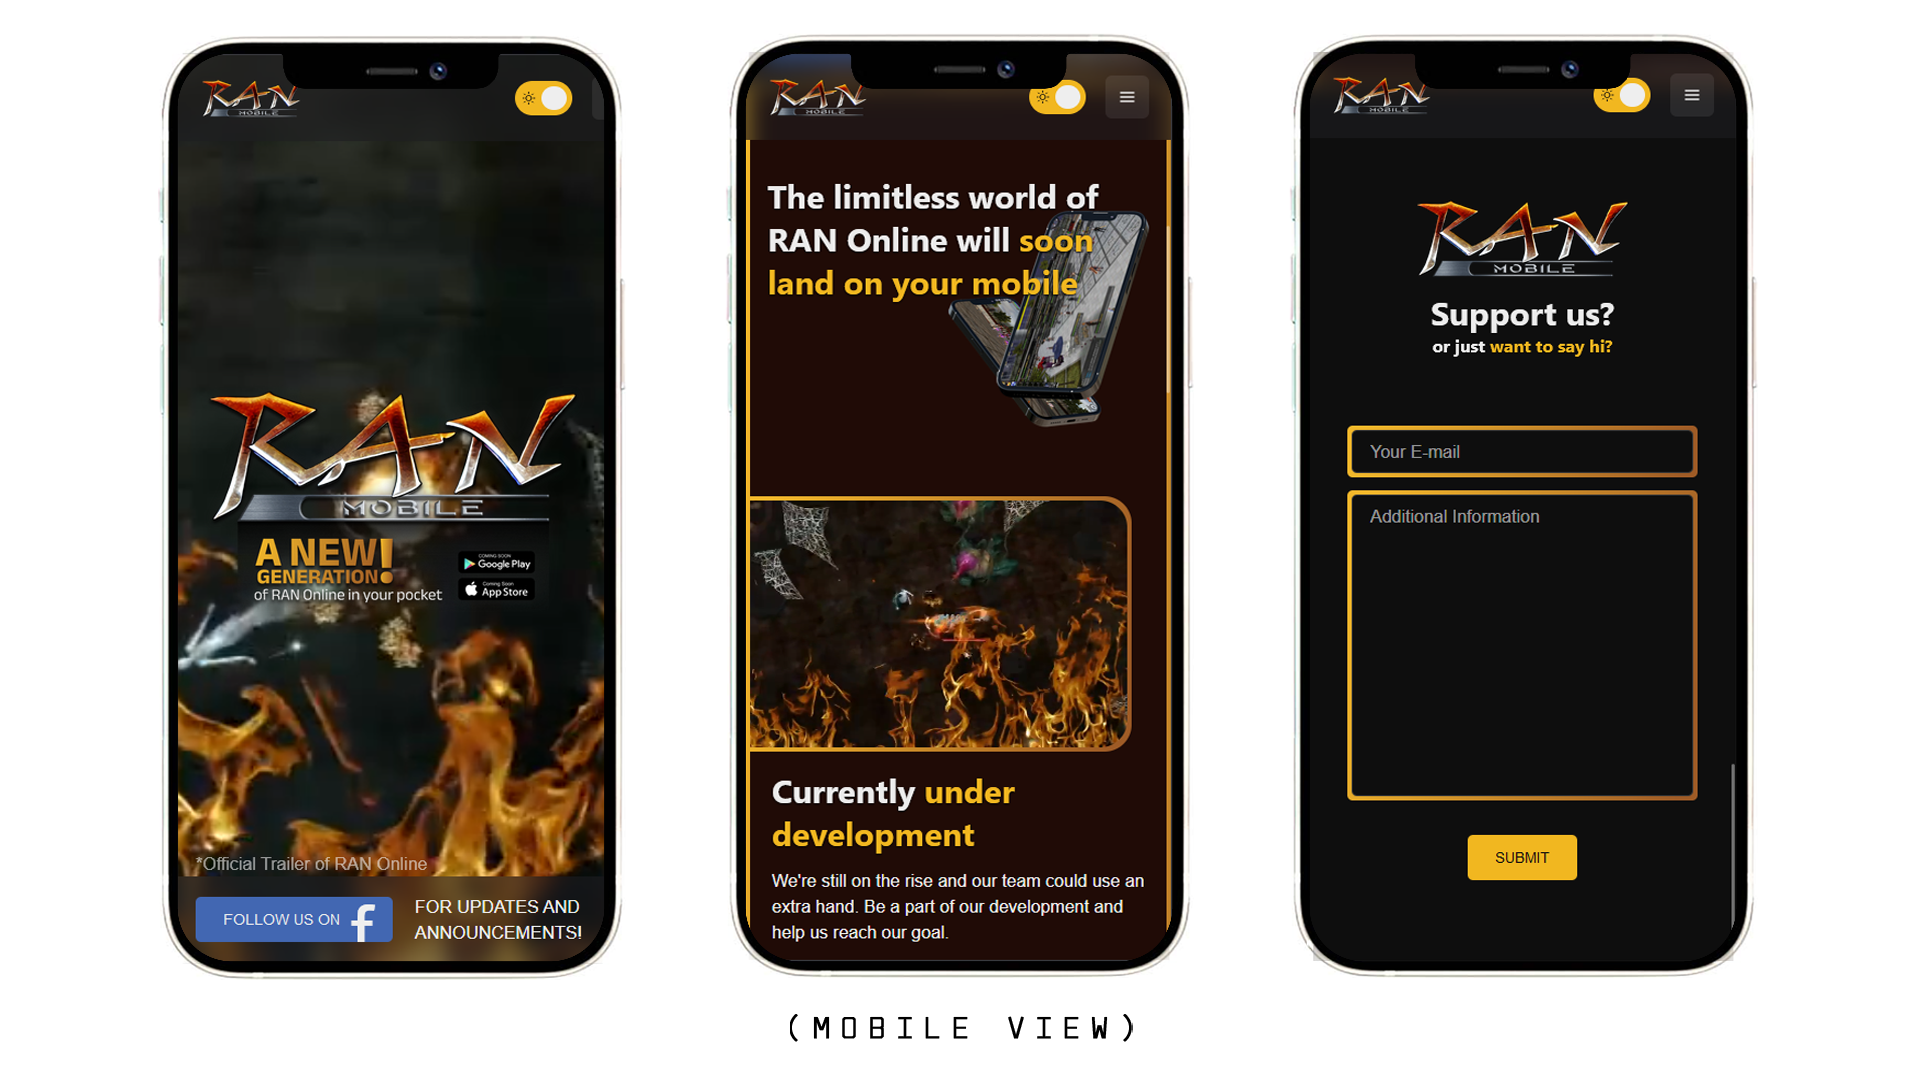 RAN
MOBILE
RAN
MOBILE
A NEW!
GENERATION
of RAN Online in your pocket
COMING SOON
Google Play
Coming Soon
App Store
*Official Trailer of RAN Online
FOLLOW US ON f
FOR UPDATES AND
ANNOUNCEMENTS!
RAN
MOBILE
The limitless world of
RAN Online will soon
land on your mobile
Currently under
development
We're still on the rise and our team could use an
extra hand. Be a part of our development and
help us reach our goal.
RAN
MOBILE
RAN
MOBILE
Support us?
or just want to say hi?
Your E-mail
Additional Information
SUBMIT
(MOBILE VIEW)